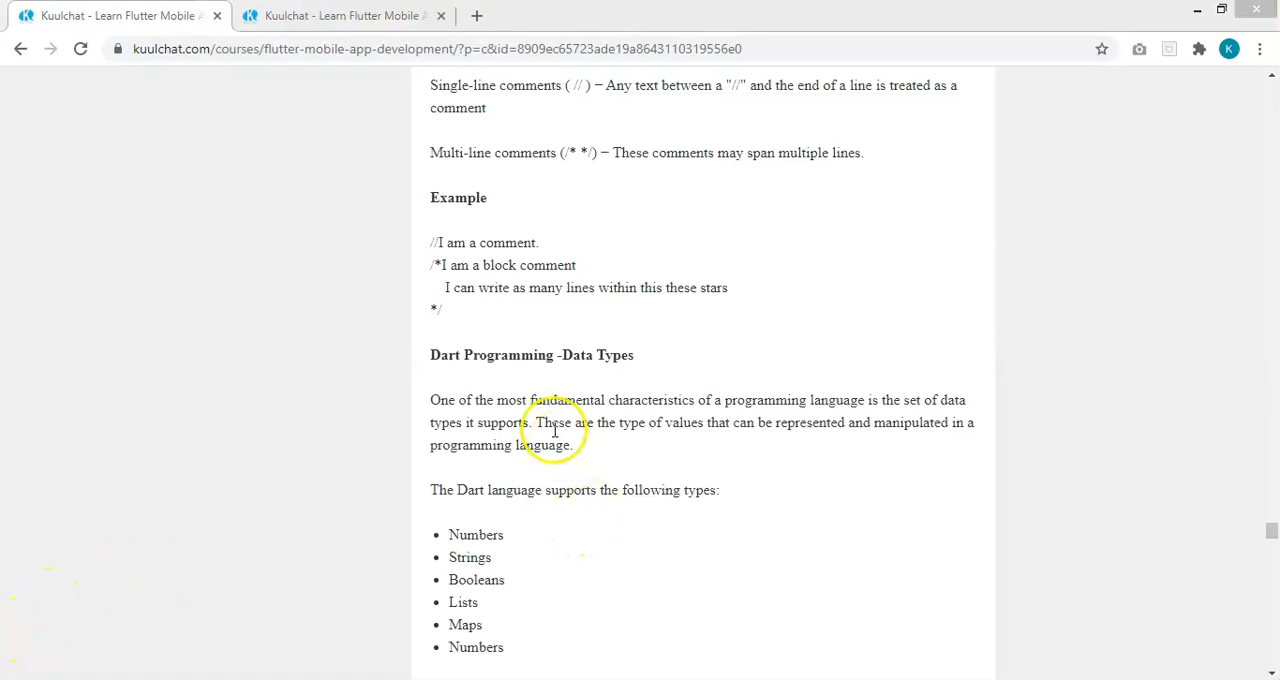 Kuulchat - Learn Flutter Mobile A
Kuulchat - Learn Flutter Mobile A
kuulchat.com/courses/flutter-mobile-app-development/?p=c&id=8909ec65723ade19a8643110319556e0
K
Single-line comments ( // ) − Any text between a "//" and the end of a line is treated as a
comment
Multi-line comments (/* */) − These comments may span multiple lines.
Example
//I am a comment.
/*I am a block comment
I can write as many lines within this these stars
*/
Dart Programming -Data Types
One of the most fundamental characteristics of a programming language is the set of data
types it supports. These are the type of values that can be represented and manipulated in a
programming language.
The Dart language supports the following types:
• Numbers
• Strings
• Booleans
• Lists
• Maps
• Numbers